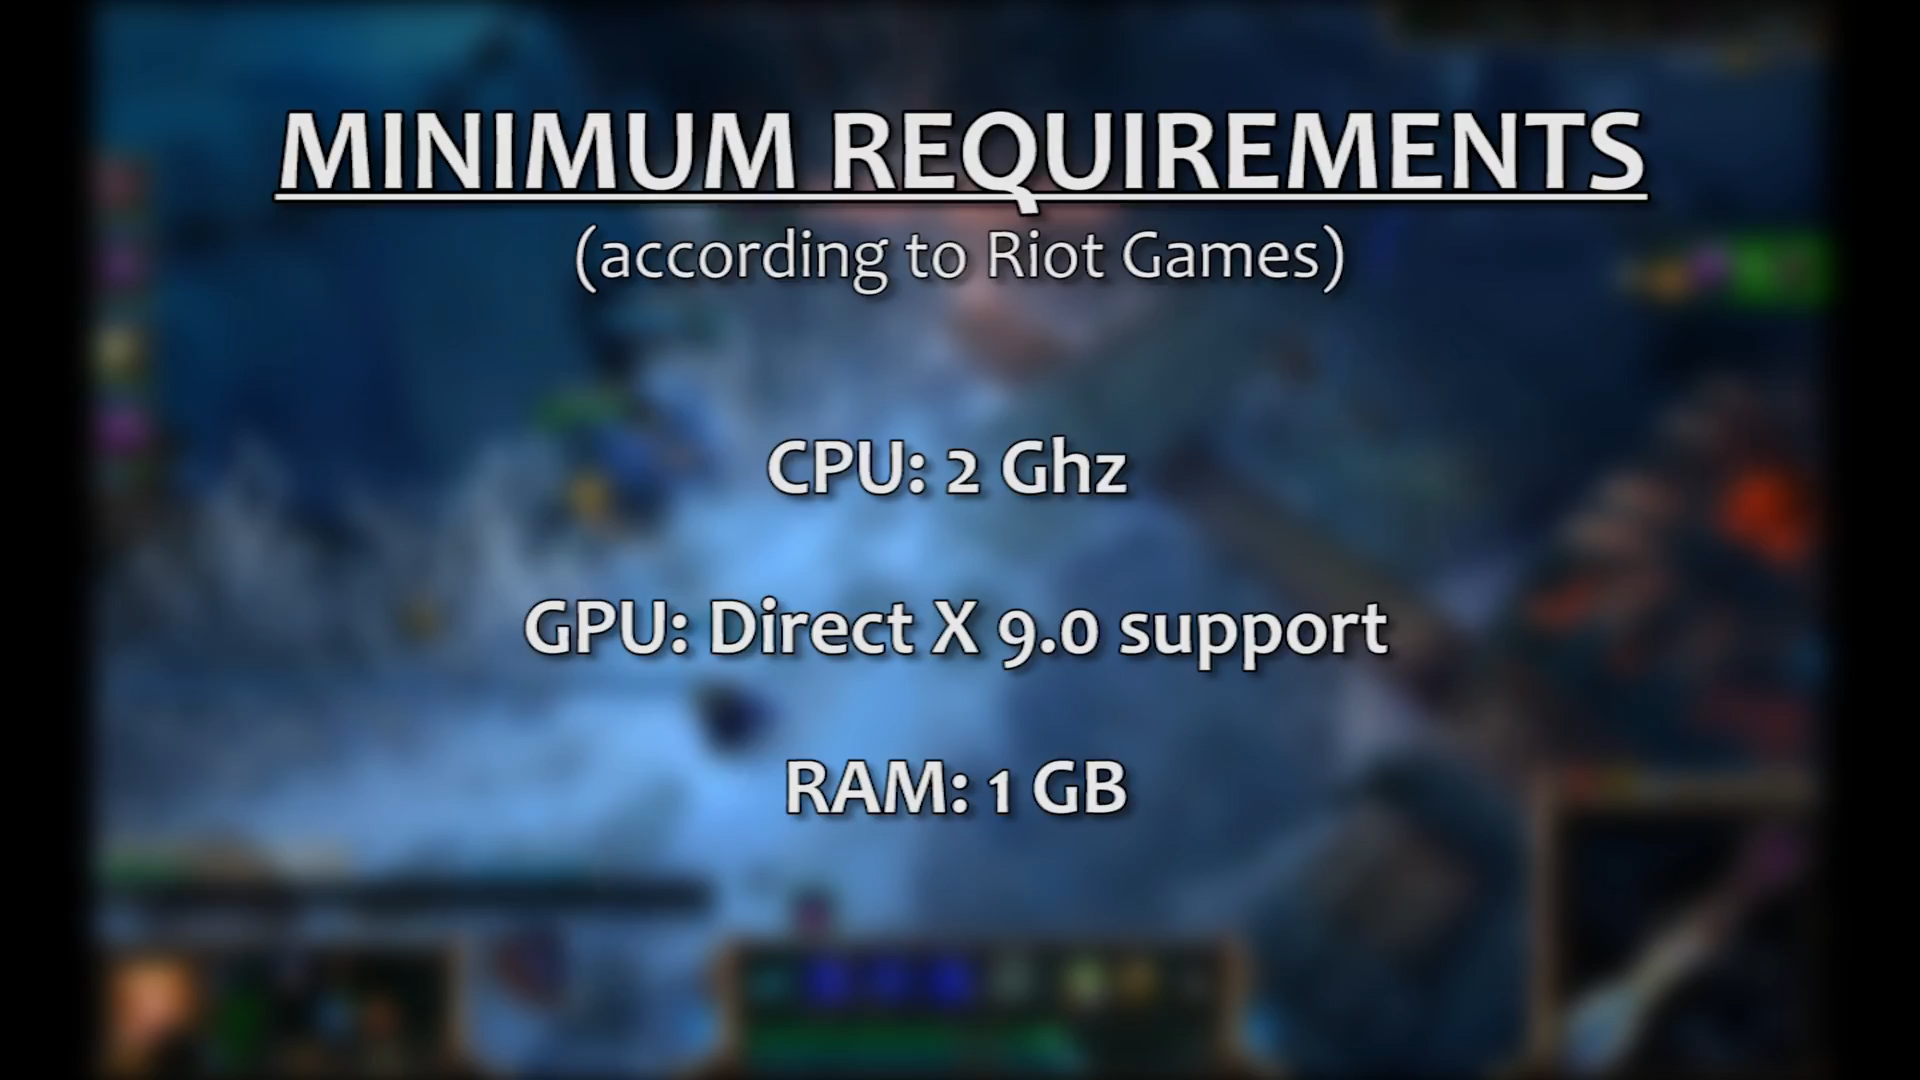 MINIMUM REQUIREMENTS
(according to Riot Games)
CPU: 2 Ghz
GPU: Direct X 9.0 support
RAM: 1 GB